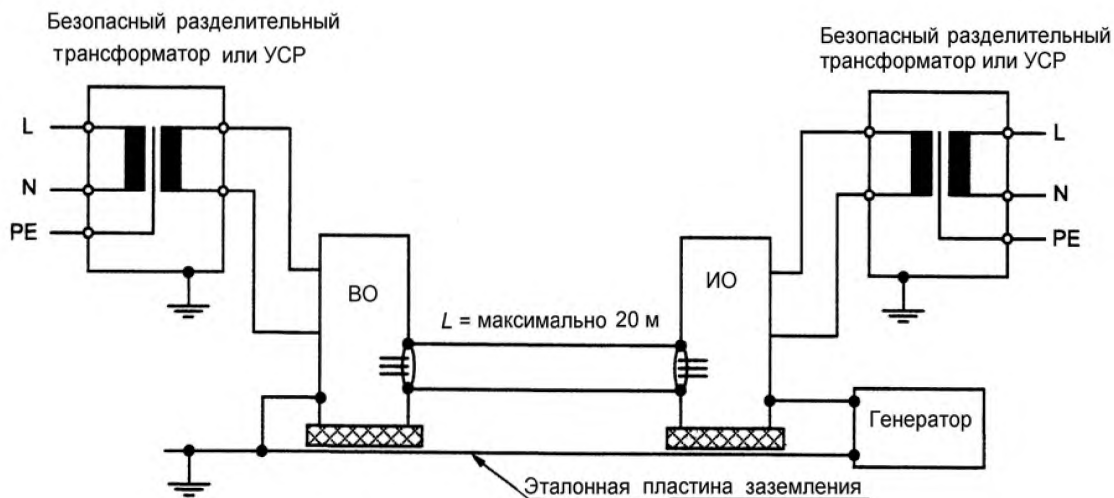 Безопасный разделительный
трансформатор или УСР
Безопасный разделительный
трансформатор или УСР
L
N
PE
L
N
PE
ВО
ИО
L = максимально 20 м
Генератор
Эталонная пластина заземления